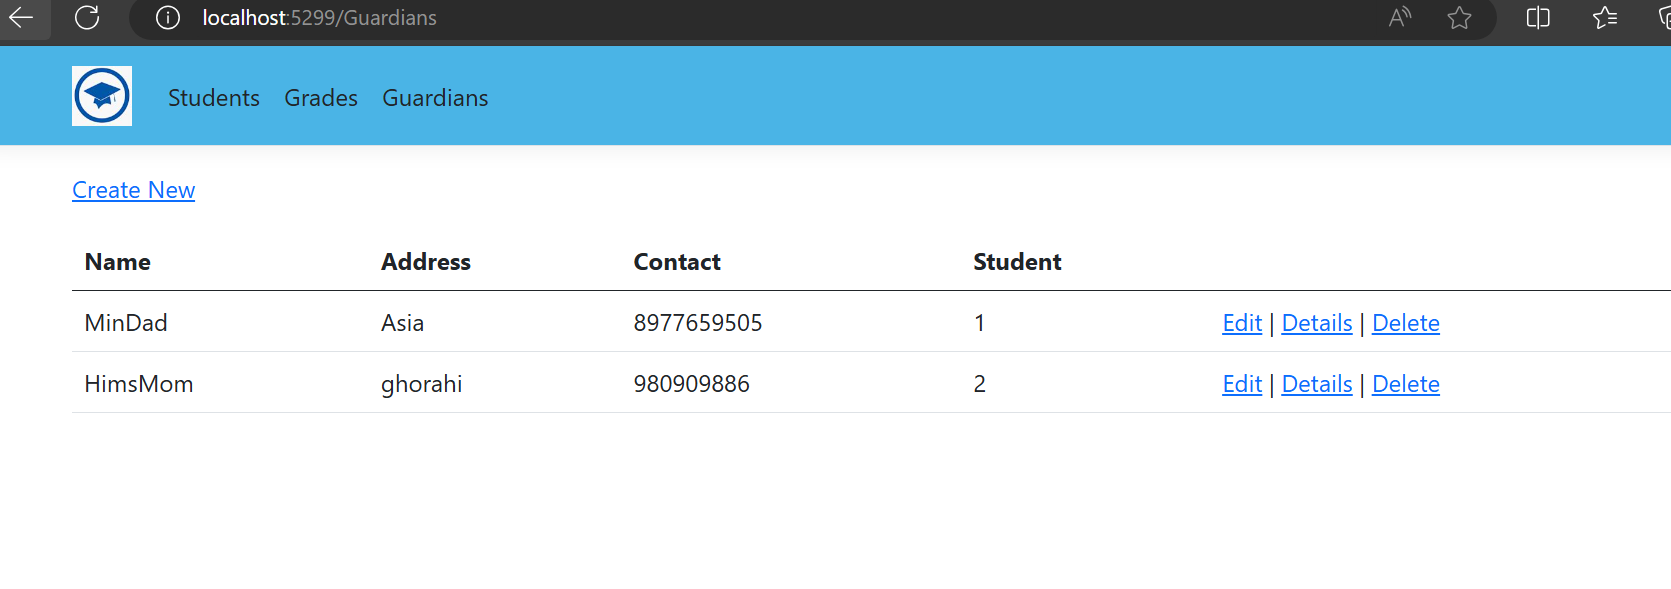 localhost:5299/Guardians
Students Grades Guardians
Create New
Name Address Contact Student
MinDad Asia 8977659505 1 Edit | Details | Delete
HimsMom ghorahi 980909886 2 Edit | Details | Delete